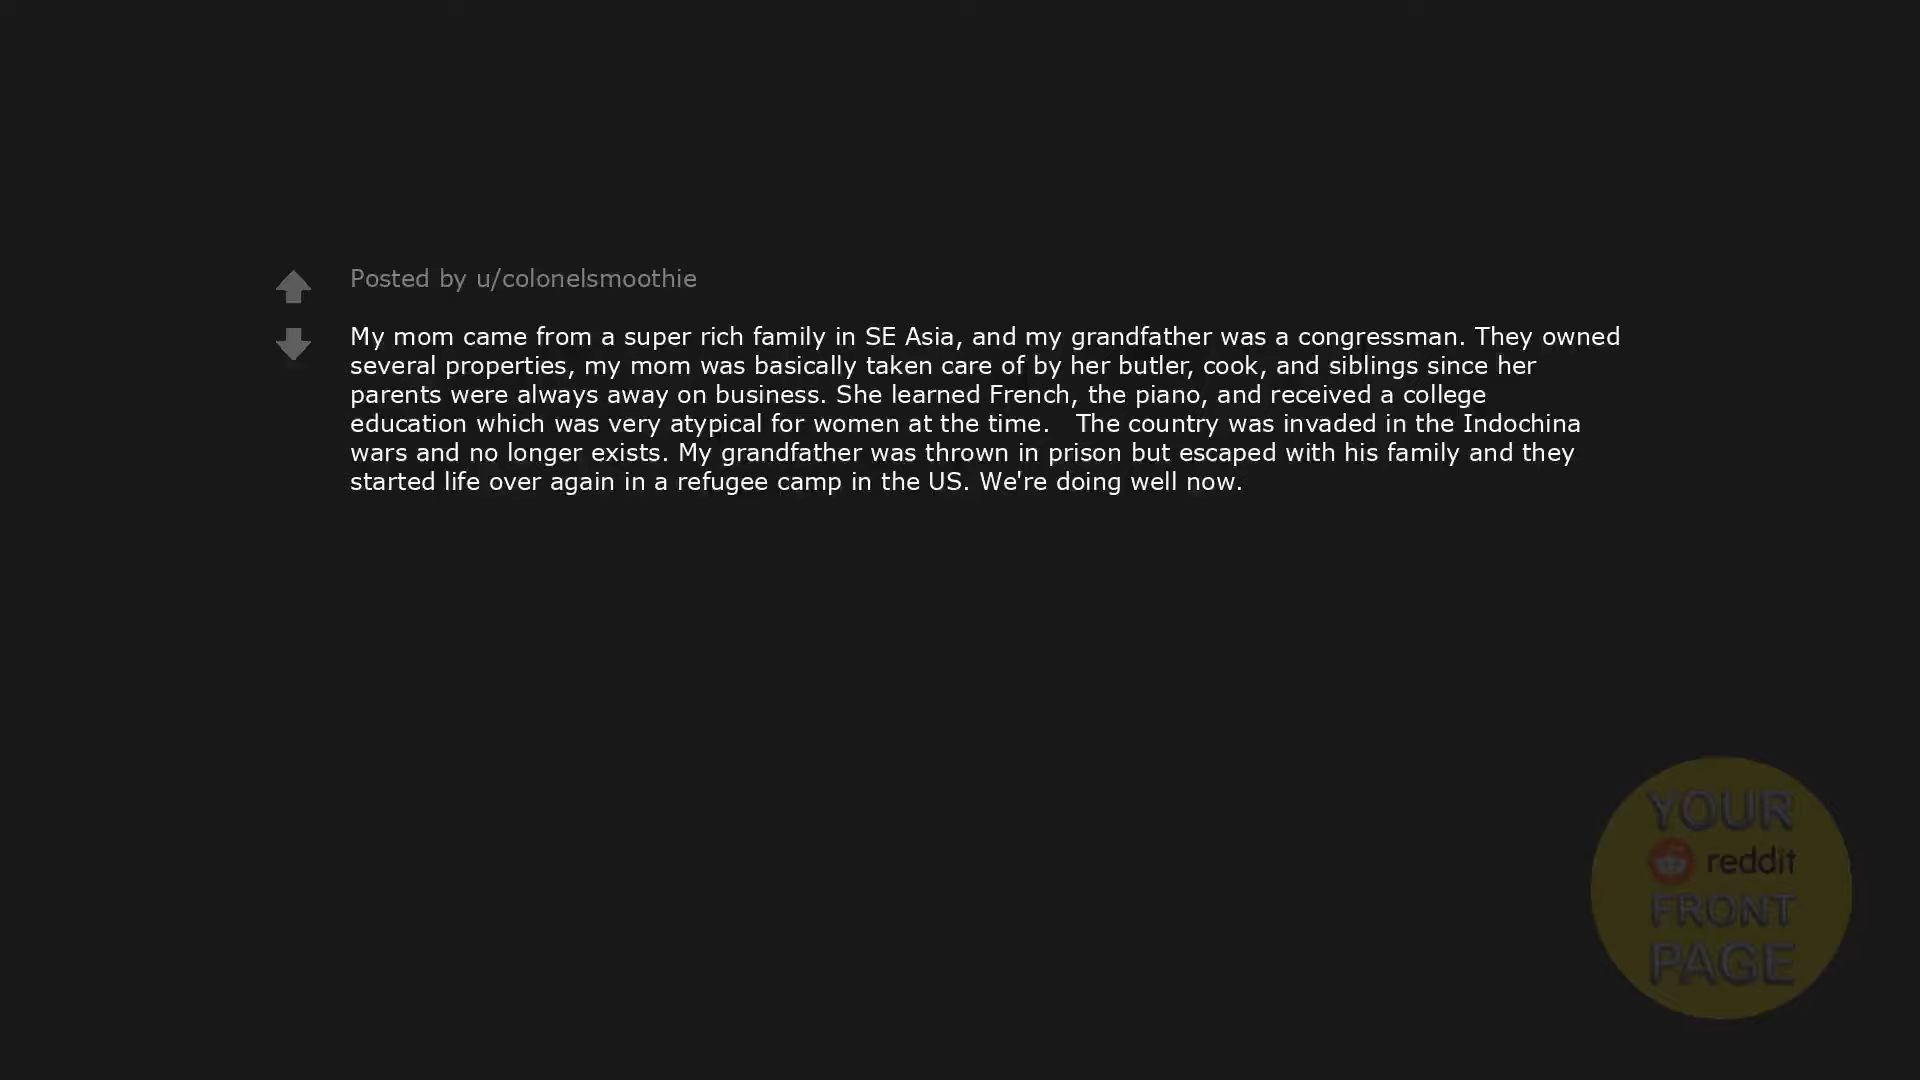 Posted by u/colonelsmoothie
My mom came from a super rich family in SE Asia, and my grandfather was a congressman. They owned
several properties, my mom was basically taken care of by her butler, cook, and siblings since her
parents were always away on business. She learned French, the piano, and received a college
education which was very atypical for women at the time.   The country was invaded in the Indochina
wars and no longer exists. My grandfather was thrown in prison but escaped with his family and they
started life over again in a refugee camp in the US. We're doing well now.
YOUR
reddit
FRONT
PAGE